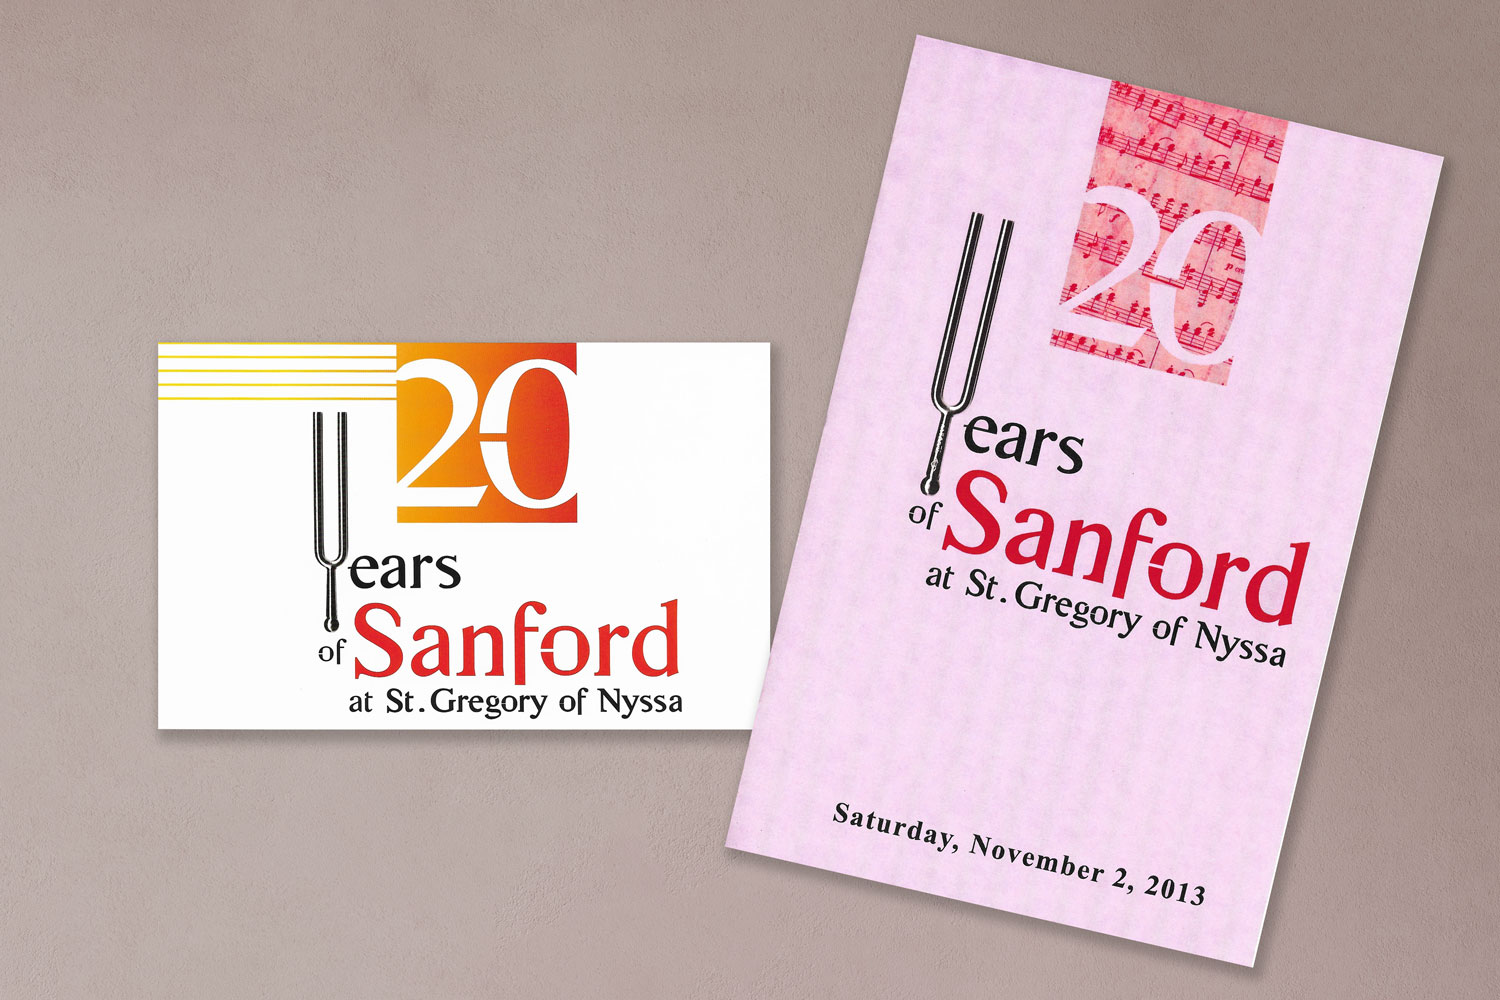 20
Years
of Sanford
at St. Gregory of Nyssa
20
Years
of Sanford
at St. Gregory of Nyssa
Saturday, November 2, 2013